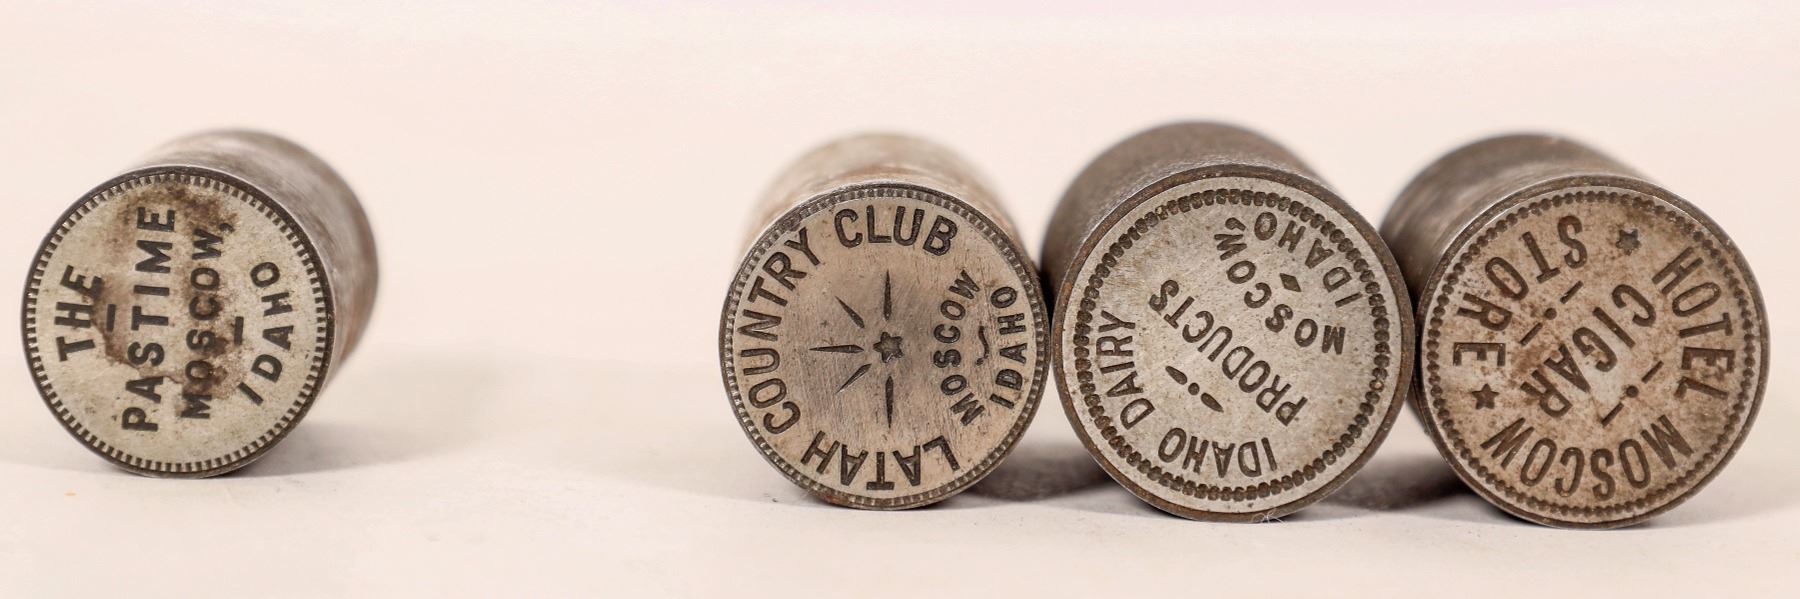 THE
PASTIME
MOSCOW,
IDAHO
LATAH COUNTRY CLUB
MOSCOW
IDAHO
IDAHO DAIRY
PRODUCTS
MOSCOW,
IDAHO
HOTEL MOSCOW
CIGAR
STORE